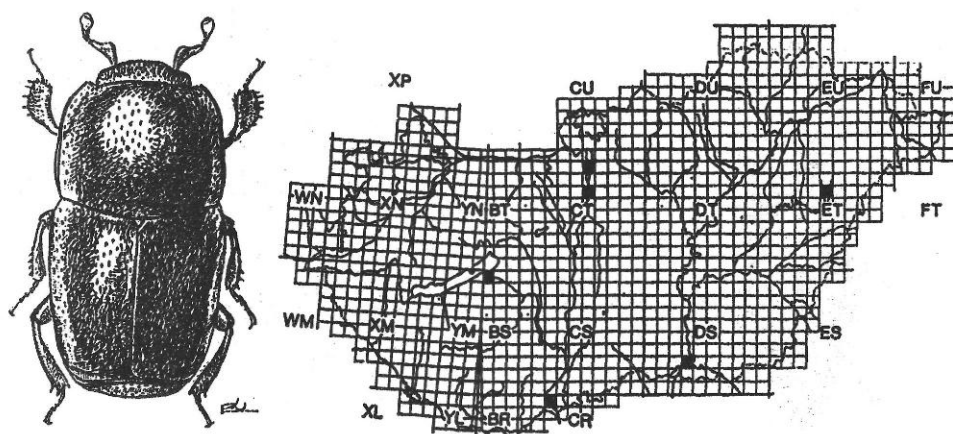 XP CU DU EU FU
WN XN YN BT CT DT ET FT
WM XM YM BS CS DS ES
XL YL BR CR